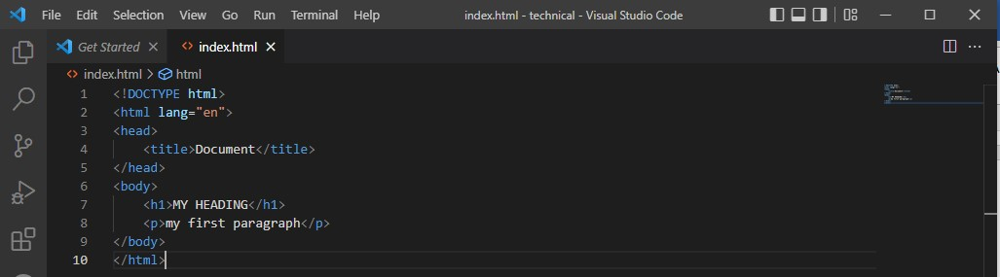 File Edit Selection View Go Run Terminal Help index.html - technical - Visual Studio Code
Get Started index.html
index.html > html
1 <!DOCTYPE html>
2 <html lang="en">
3 <head>
4 <title>Document</title>
5 </head>
6 <body>
7 <h1>MY HEADING</h1>
8 <p>my first paragraph</p>
9 </body>
10 </html>